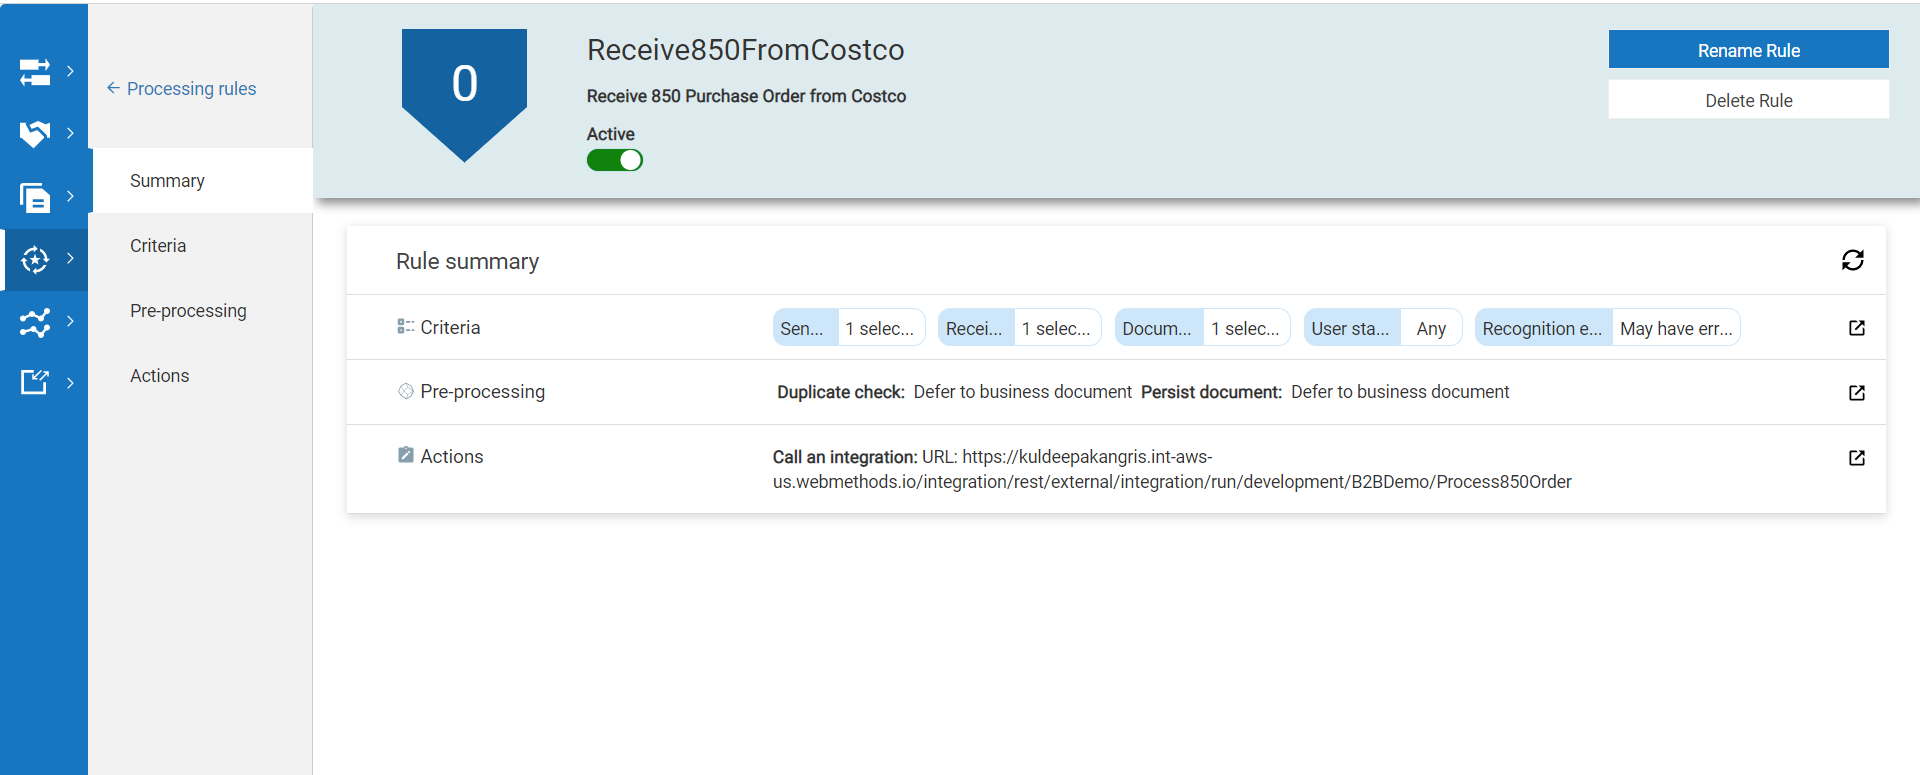 Processing rules
Summary
Criteria
Pre-processing
Actions
0
Receive850FromCostco
Receive 850 Purchase Order from Costco
Active
Rename Rule
Delete Rule
Rule summary
Criteria
Sen... 1 selec... Recei... 1 selec... Docum... 1 selec... User sta... Any Recognition e... May have err...
Pre-processing
Duplicate check: Defer to business document Persist document: Defer to business document
Actions
Call an integration: URL: https://kuldeepakangris.int-aws-
us.webmethods.io/integration/rest/external/integration/run/development/B2BDemo/Process850Order